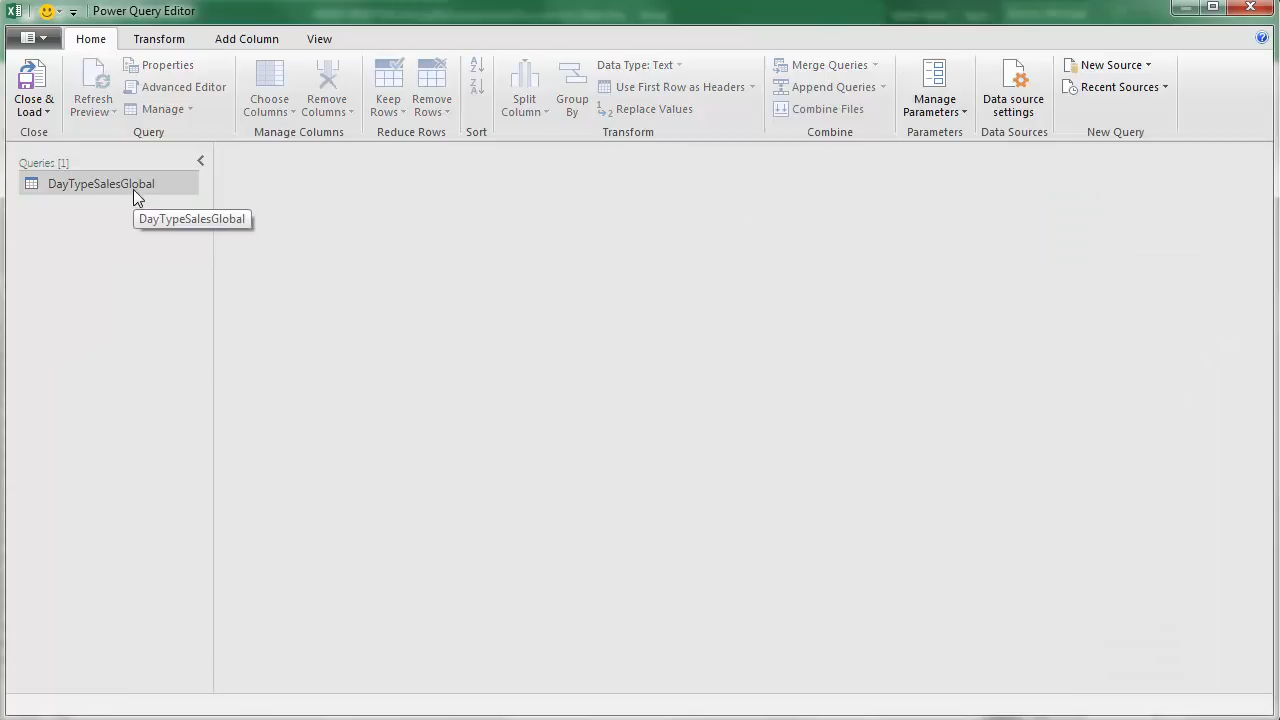 Power Query Editor
Home Transform Add Column View
Close & Load
Refresh Preview
Properties
Advanced Editor
Manage
Choose Columns
Remove Columns
Keep Rows
Remove Rows
Split Column
Group By
Data Type: Text
Use First Row as Headers
Replace Values
Merge Queries
Append Queries
Combine Files
Manage Parameters
Data source settings
New Source
Recent Sources
Close Query Manage Columns Reduce Rows Sort Transform Combine Parameters Data Sources New Query
Queries [1]
DayTypeSalesGlobal
DayTypeSalesGlobal